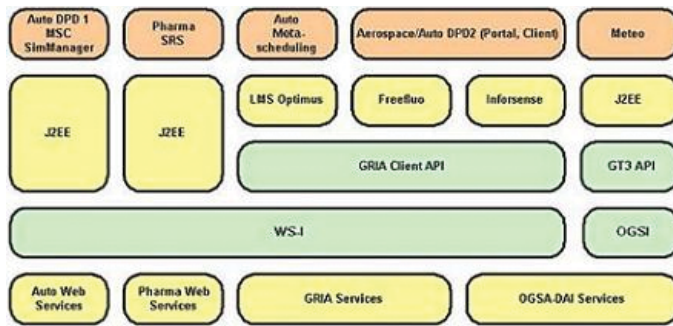 Auto DPD 1
MSC
SimManager
Pharma
SRS
Auto
Meta-
scheduling
Aerospace/Auto DPD2 (Portal, Client)
Meteo
J2EE
J2EE
LMS Optimus
Freefluo
Inforsense
J2EE
GRIA Client API
GT3 API
WS-I
OGSI
Auto Web
Services
Pharma Web
Services
GRIA Services
OGSA-DAI Services